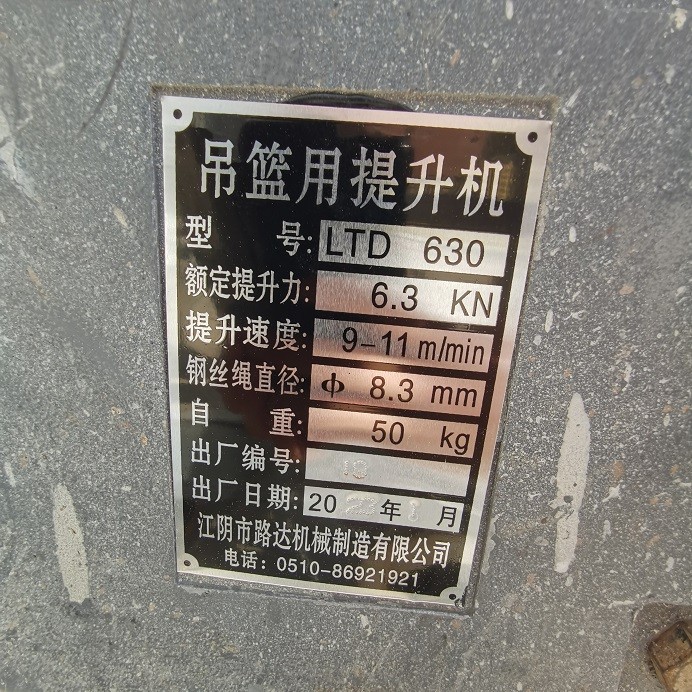 吊篮用提升机
型 号: LTD 630
额定提升力: 6.3 KN
提升速度: 9-11 m/min
钢丝绳直径: ф 8.3 mm
自 重: 50 kg
出厂编号:
出厂日期: 20 年 月
江阴市路达机械制造有限公司
电话: 0510-86921921